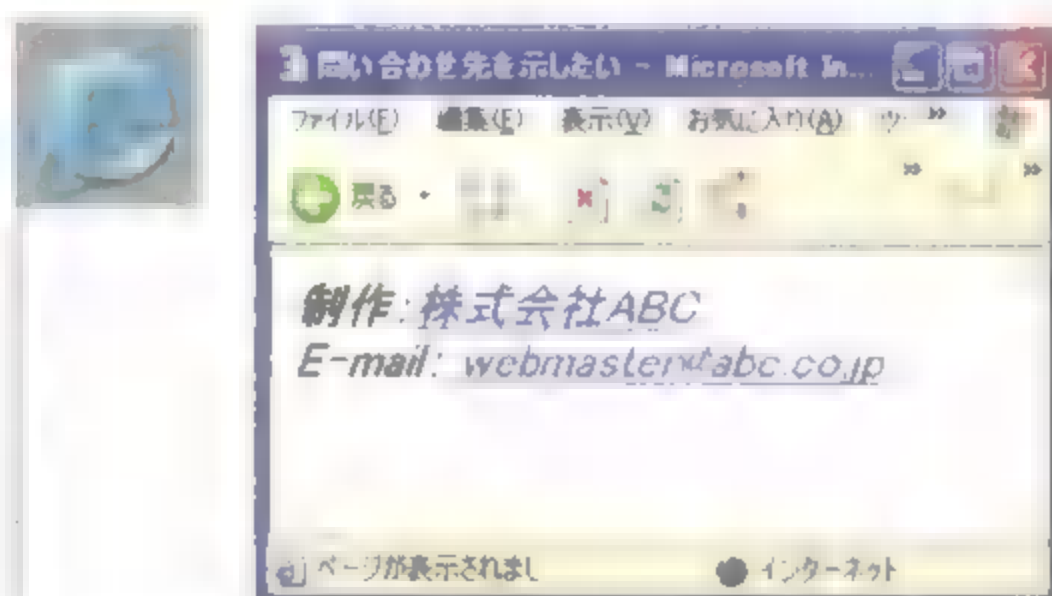 問い合わせ先を示したい - Microsoft In...
ファイル(F) 編集(E) 表示(V) お気に入り(A) ツ »
戻る
制作:株式会社ABC
E-mail: webmaster@abc.co.jp
ページが表示されまし インターネット